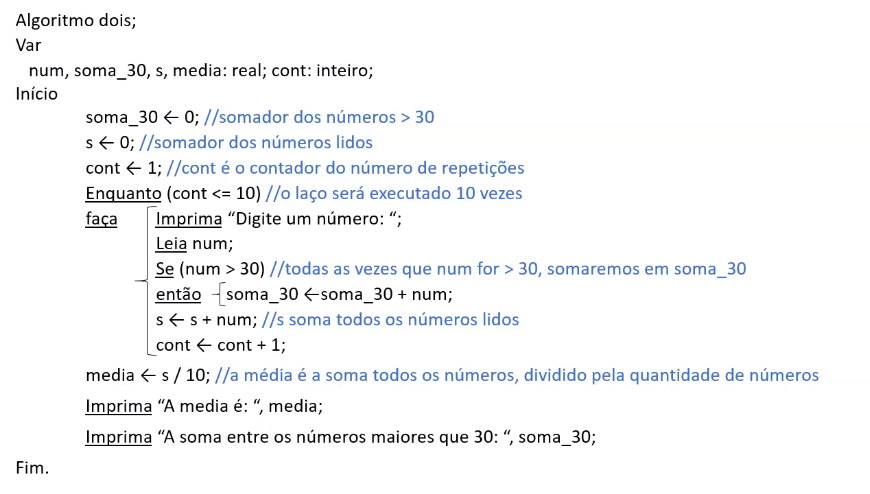 Algoritmo dois;
Var
num, soma_30, s, media: real; cont: inteiro;
Início
soma_30 ← 0; //somador dos números > 30
s ← 0; //somador dos números lidos
cont ← 1; //cont é o contador do número de repetições
Enquanto (cont <= 10) //o laço será executado 10 vezes
faça Imprima “Digite um número: “;
Leia num;
Se (num > 30) //todas as vezes que num for > 30, somaremos em soma_30
então soma_30 ←soma_30 + num;
s ← s + num; //s soma todos os números lidos
cont ← cont + 1;
media ← s / 10; //a média é a soma todos os números, dividido pela quantidade de números
Imprima “A media é: “, media;
Imprima “A soma entre os números maiores que 30: “, soma_30;
Fim.